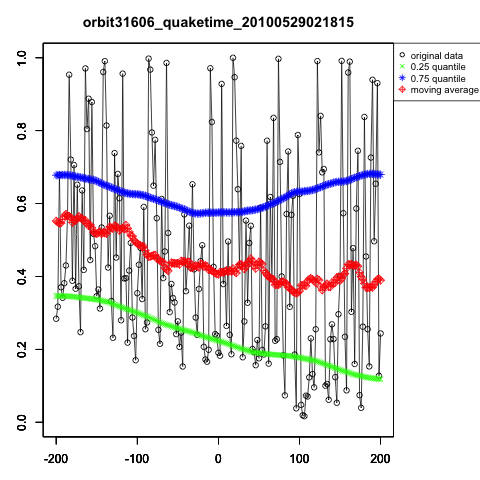 orbit31606_quaketime_20100529021815
original data
0.25 quantile
0.75 quantile
moving average
1.0
0.8
0.6
0.4
0.2
0.0
-200 -100 0 100 200